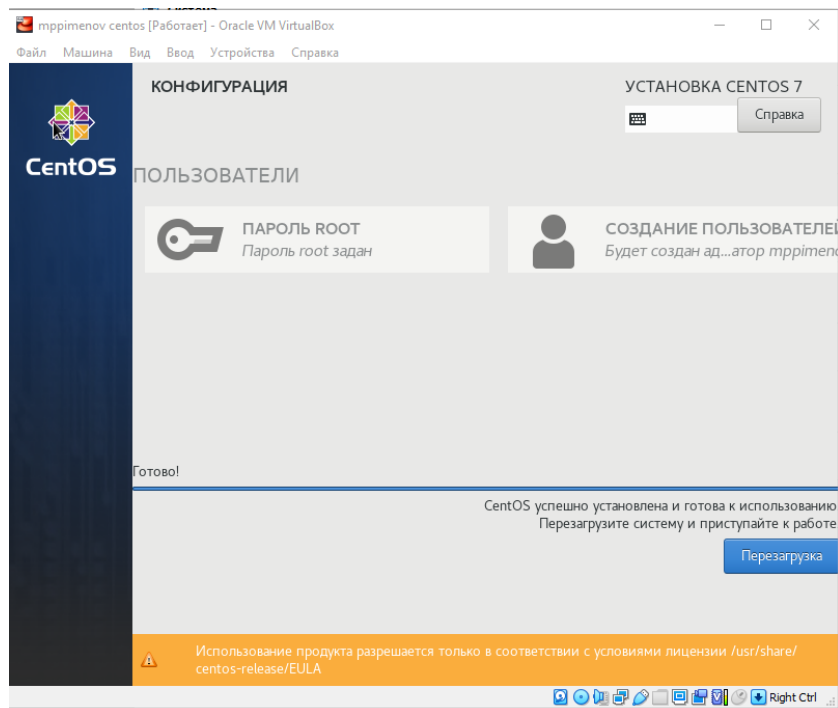 mppimenov centos [Работает] - Oracle VM VirtualBox
Файл Машина Вид Ввод Устройства Справка
КОНФИГУРАЦИЯ
УСТАНОВКА CENTOS 7
Справка
CentOS
ПОЛЬЗОВАТЕЛИ
ПАРОЛЬ ROOT
Пароль root задан
СОЗДАНИЕ ПОЛЬЗОВАТЕЛЕЙ
Будет создан ад...атор mppimeno
Готово!
CentOS успешно установлена и готова к использованию
Перезагрузите систему и приступайте к работе
Перезагрузка
Использование продукта разрешается только в соответствии с условиями лицензии /usr/share/
centos-release/EULA
Right Ctrl